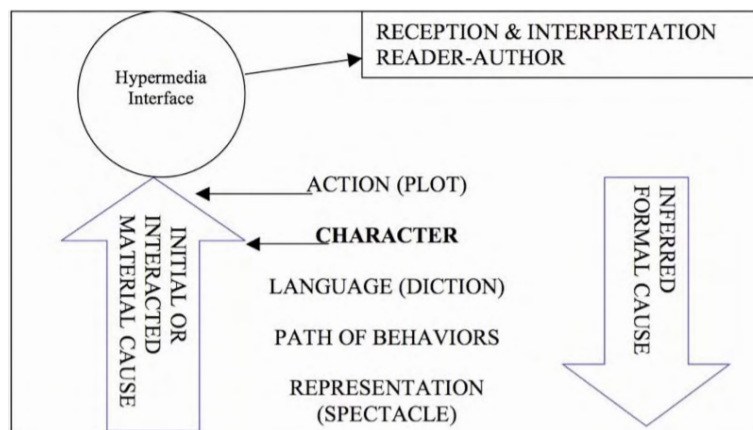 RECEPTION & INTERPRETATION
READER-AUTHOR
Hypermedia
Interface
ACTION (PLOT)
CHARACTER
LANGUAGE (DICTION)
PATH OF BEHAVIORS
REPRESENTATION
(SPECTACLE)
INITIAL OR
INTERACTED
MATERIAL CAUSE
INFERRED
FORMAL CAUSE